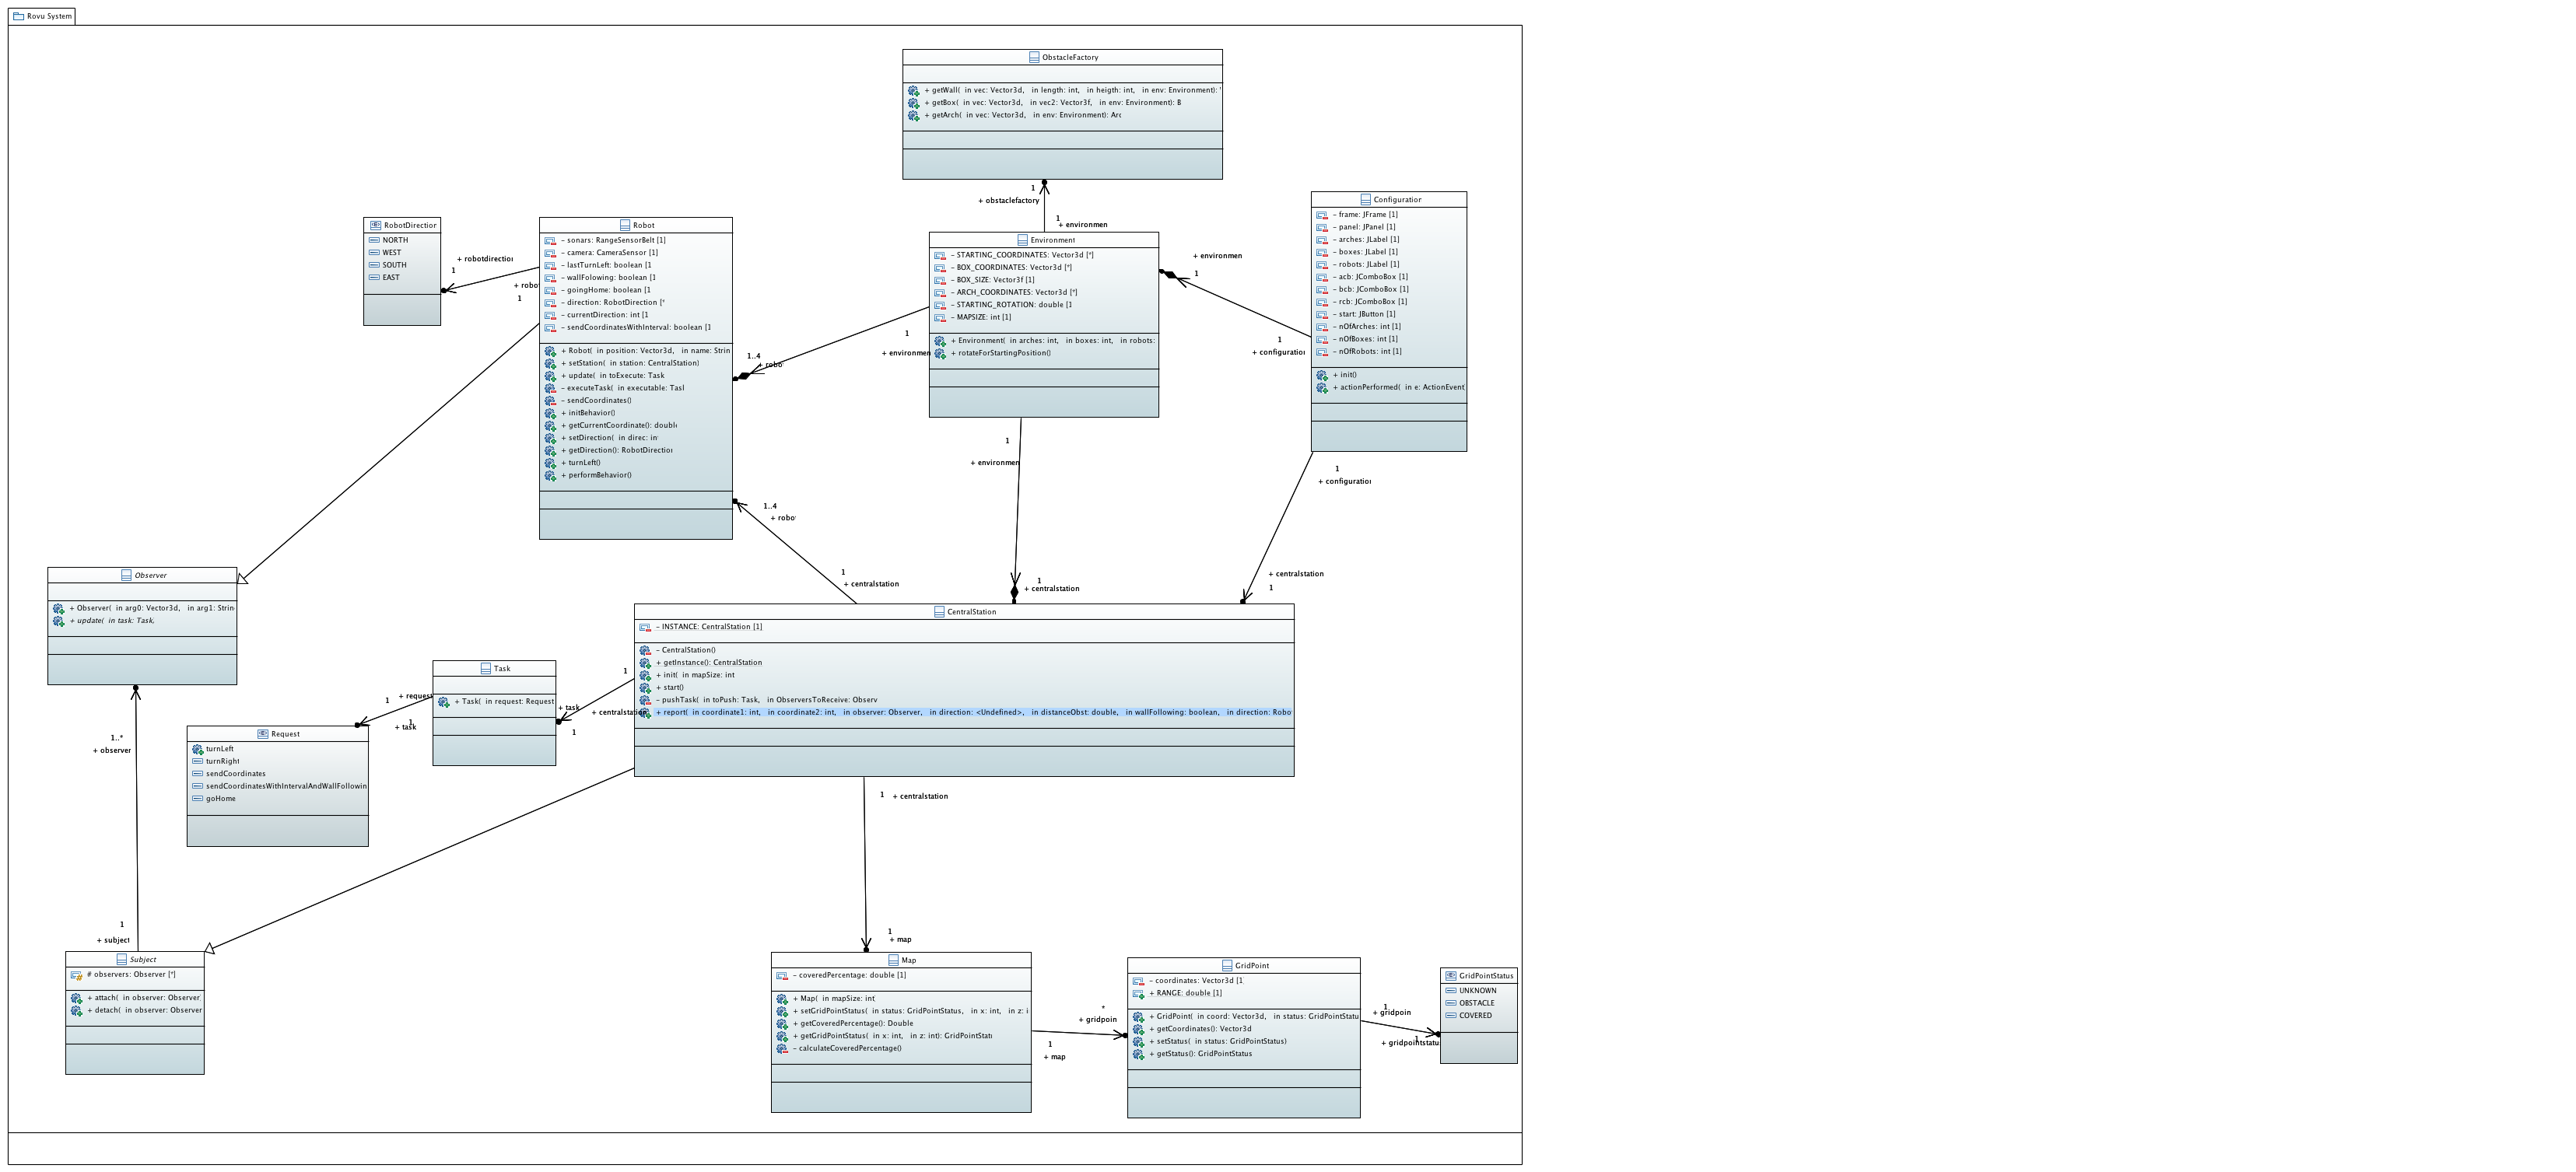 Rovu System
ObstacleFactory
+ getWall( in vec: Vector3d, in length: int, in heigth: int, in env: Environment):
+ getBox( in vec: Vector3d, in vec2: Vector3f, in env: Environment): B
+ getArch( in vec: Vector3d, in env: Environment): Arc
1
+ obstaclefactory
1
+ environmen
RobotDirection
NORTH
WEST
SOUTH
EAST
+ robotdirection
1
+ robot
1
Robot
- sonars: RangeSensorBelt [1]
- camera: CameraSensor [1]
- lastTurnLeft: boolean [1
- wallFolowing: boolean [1
- goingHome: boolean [1
- direction: RobotDirection [*
- currentDirection: int [1
- sendCoordinatesWithInterval: boolean [1
+ Robot( in position: Vector3d, in name: Strin
+ setStation( in station: CentralStation)
+ update( in toExecute: Task
- executeTask( in executable: Task
- sendCoordinates()
+ initBehavior()
+ getCurrentCoordinate(): double
+ setDirection( in direc: int
+ getDirection(): RobotDirection
+ turnLeft()
+ performBehavior()
1..4
+ robo
Environment
- STARTING_COORDINATES: Vector3d [*]
- BOX_COORDINATES: Vector3d [*]
- BOX_SIZE: Vector3f [1]
- ARCH_COORDINATES: Vector3d [*]
- STARTING_ROTATION: double [1
- MAPSIZE: int [1]
+ Environment( in arches: int, in boxes: int, in robots:
+ rotateForStartingPosition()
1
+ environmen
+ environmen
1
1
+ configuration
Configuration
- frame: JFrame [1]
- panel: JPanel [1]
- arches: JLabel [1]
- boxes: JLabel [1]
- robots: JLabel [1]
- acb: JComboBox [1]
- bcb: JComboBox [1]
- rcb: JComboBox [1]
- start: JButton [1]
- nOfArches: int [1]
- nOfBoxes: int [1]
- nOfRobots: int [1]
+ init()
+ actionPerformed( in e: ActionEvent
1
+ environmen
1
+ configuration
1..4
+ robot
1
+ centralstation
1
+ centralstation
+ centralstation
1
Observer
+ Observer( in arg0: Vector3d, in arg1: String
+ update( in task: Task,
CentralStation
- INSTANCE: CentralStation [1]
- CentralStation()
+ getInstance(): CentralStation
+ init( in mapSize: int
+ start()
- pushTask( in toPush: Task, in ObserversToReceive: Observ
+ report( in coordinate1: int, in coordinate2: int, in observer: Observer, in direction: <Undefined>, in distanceObst: double, in wallFollowing: boolean, in direction: Robo
1
+ centralstation
+ task
1
Task
+ Task( in request: Request
+ request
1
1
+ task
Request
turnLeft
turnRight
sendCoordinates
sendCoordinatesWithIntervalAndWallFollowin
goHome
1..*
+ observer
1
+ subject
1 + centralstation
1
+ map
Subject
# observers: Observer [*]
+ attach( in observer: Observer)
+ detach( in observer: Observer
Map
- coveredPercentage: double [1]
+ Map( in mapSize: int
+ setGridPointStatus( in status: GridPointStatus, in x: int, in z: i
+ getCoveredPercentage(): Double
+ getGridPointStatus( in x: int, in z: int): GridPointStatu
- calculateCoveredPercentage()
*
+ gridpoin
1
+ map
GridPoint
- coordinates: Vector3d [1
+ RANGE: double [1]
+ GridPoint( in coord: Vector3d, in status: GridPointStatu
+ getCoordinates(): Vector3d
+ setStatus( in status: GridPointStatus)
+ getStatus(): GridPointStatus
1
+ gridpoin
1
+ gridpointstatu
GridPointStatus
UNKNOWN
OBSTACLE
COVERED